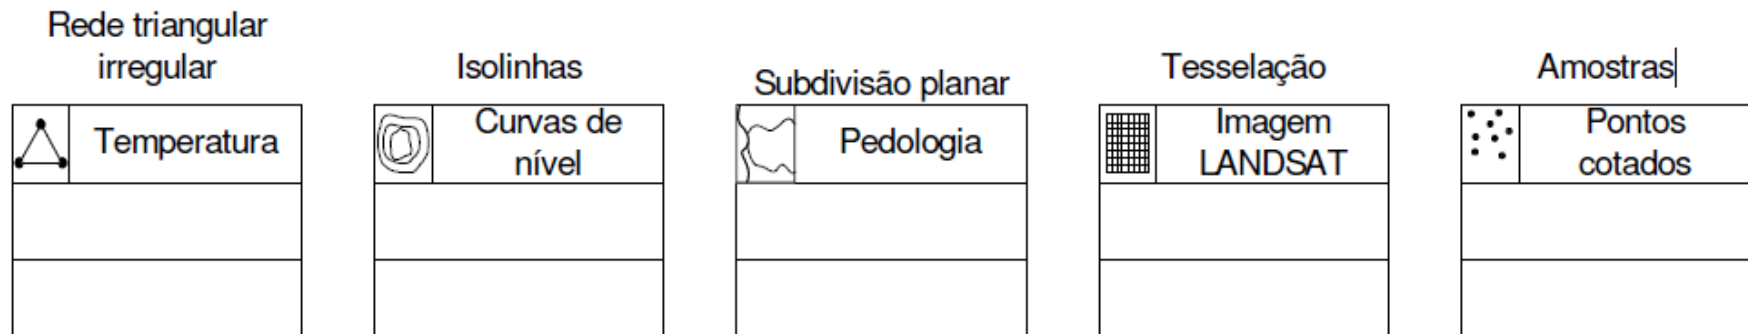 Rede triangular
irregular
Isolinhas
Subdivisão planar
Tesselação
Amostras
Temperatura
Curvas de
nível
Pedologia
Imagem
LANDSAT
Pontos
cotados